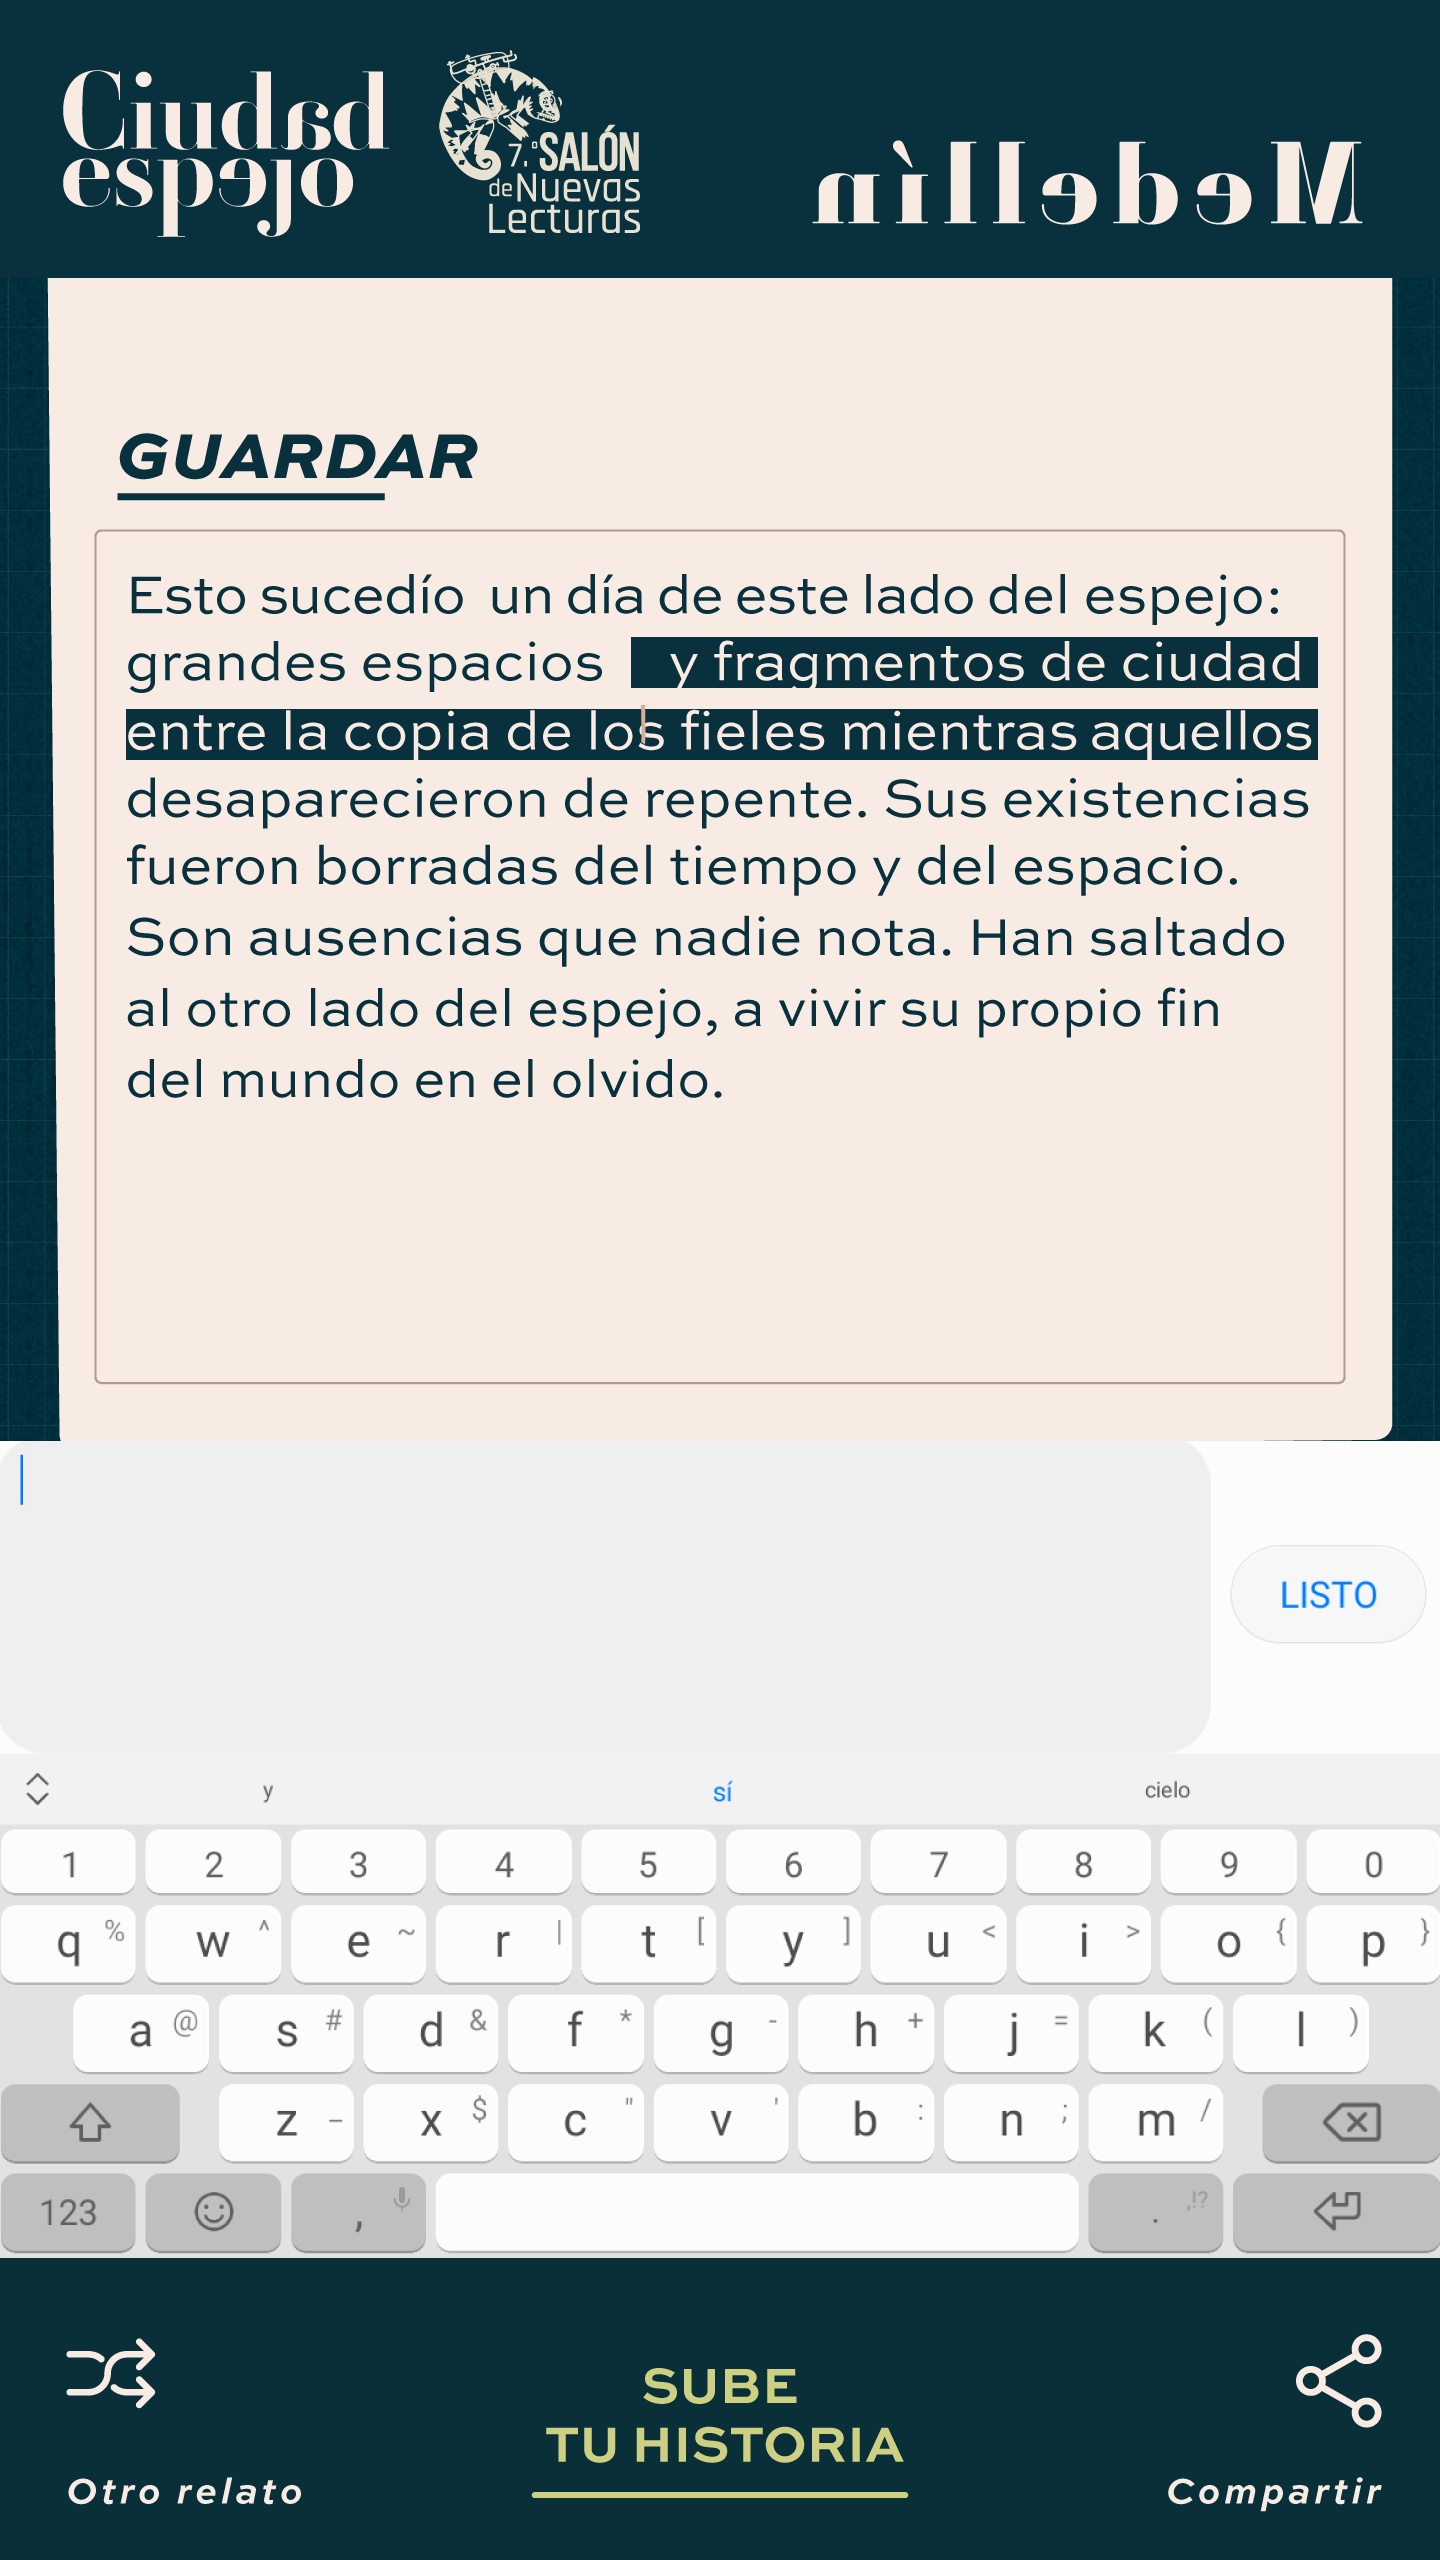 Ciudad
espejo
7.º SALÓN
de Nuevas
Lecturas
Medellín
GUARDAR
Esto sucedío un día de este lado del espejo:
grandes espacios y fragmentos de ciudad
entre la copia de los fieles mientras aquellos
desaparecieron de repente. Sus existencias
fueron borradas del tiempo y del espacio.
Son ausencias que nadie nota. Han saltado
al otro lado del espejo, a vivir su propio fin
del mundo en el olvido.
LISTO
y sí cielo
1 2 3 4 5 6 7 8 9 0
q % w ^ e ~ r | t [ y ] u < i > o { p }
a @ s # d & f * g - h + j = k ( l )
z _ x $ c " v ' b : n ; m /
123 , . ,!?
SUBE
TU HISTORIA
Otro relato
Compartir